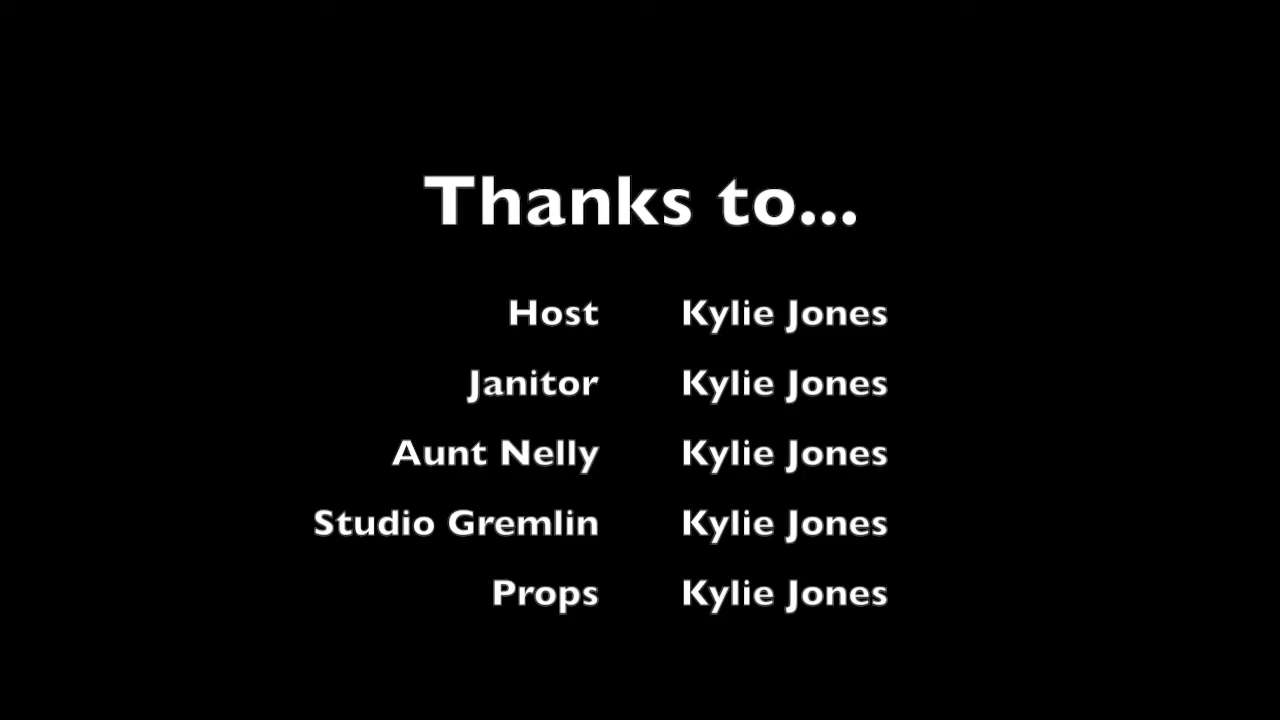 Thanks to...
Host Kylie Jones
Janitor Kylie Jones
Aunt Nelly Kylie Jones
Studio Gremlin Kylie Jones
Props Kylie Jones